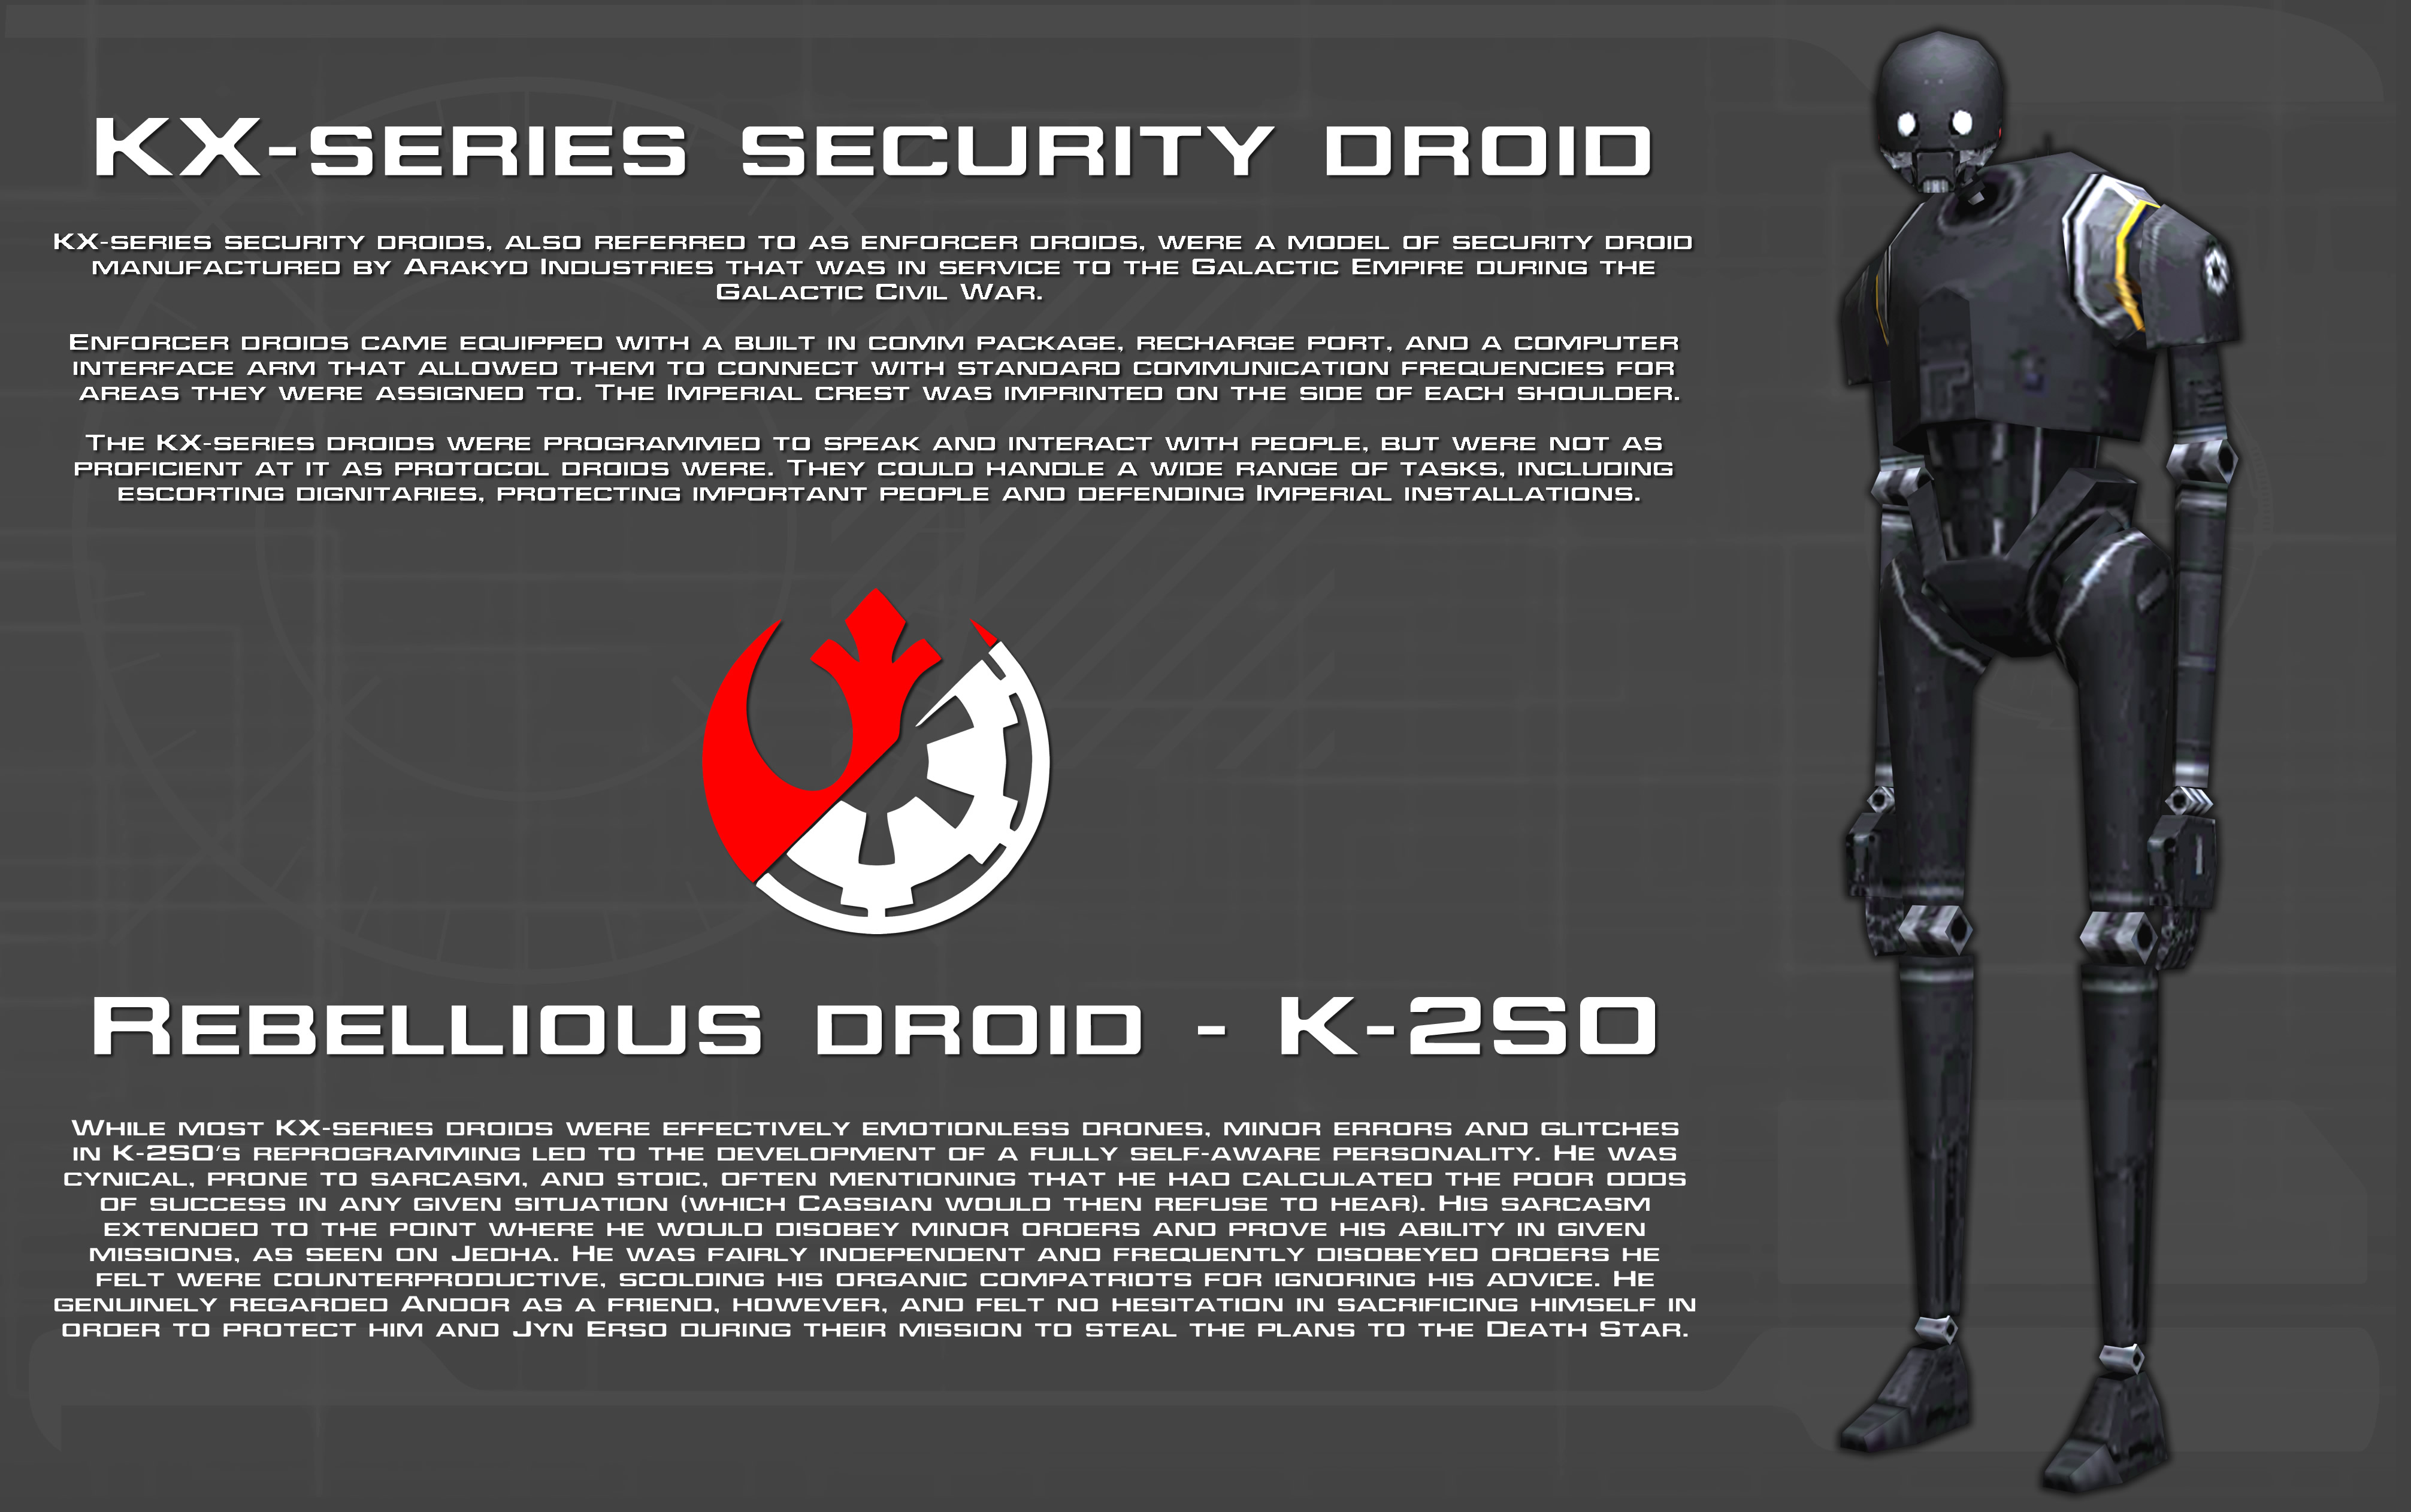 KX-series security droid
KX-series security droids, also referred to as enforcer droids, were a model of security droid
manufactured by Arakyd Industries that was in service to the Galactic Empire during the
Galactic Civil War.
Enforcer droids came equipped with a built in comm package, recharge port, and a computer
interface arm that allowed them to connect with standard communication frequencies for
areas they were assigned to. The Imperial crest was imprinted on the side of each shoulder.
The KX-series droids were programmed to speak and interact with people, but were not as
proficient at it as protocol droids were. They could handle a wide range of tasks, including
escorting dignitaries, protecting important people and defending Imperial installations.
Rebellious droid - K-2SO
While most KX-series droids were effectively emotionless drones, minor errors and glitches
in K-2SO's reprogramming led to the development of a fully self-aware personality. He was
cynical, prone to sarcasm, and stoic, often mentioning that he had calculated the poor odds
of success in any given situation (which Cassian would then refuse to hear). His sarcasm
extended to the point where he would disobey minor orders and prove his ability in given
missions, as seen on Jedha. He was fairly independent and frequently disobeyed orders he
felt were counterproductive, scolding his organic compatriots for ignoring his advice. He
genuinely regarded Andor as a friend, however, and felt no hesitation in sacrificing himself in
order to protect him and Jyn Erso during their mission to steal the plans to the Death Star.